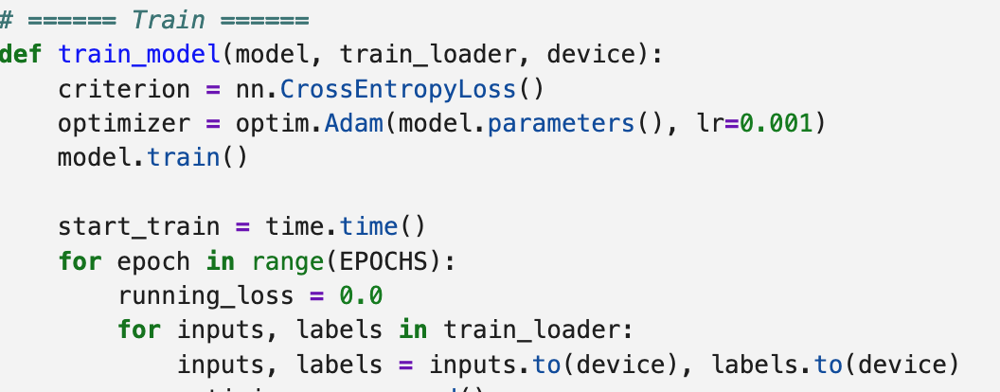 # ====== Train ======
def train_model(model, train_loader, device):
    criterion = nn.CrossEntropyLoss()
    optimizer = optim.Adam(model.parameters(), lr=0.001)
    model.train()

    start_train = time.time()
    for epoch in range(EPOCHS):
        running_loss = 0.0
        for inputs, labels in train_loader:
            inputs, labels = inputs.to(device), labels.to(device)